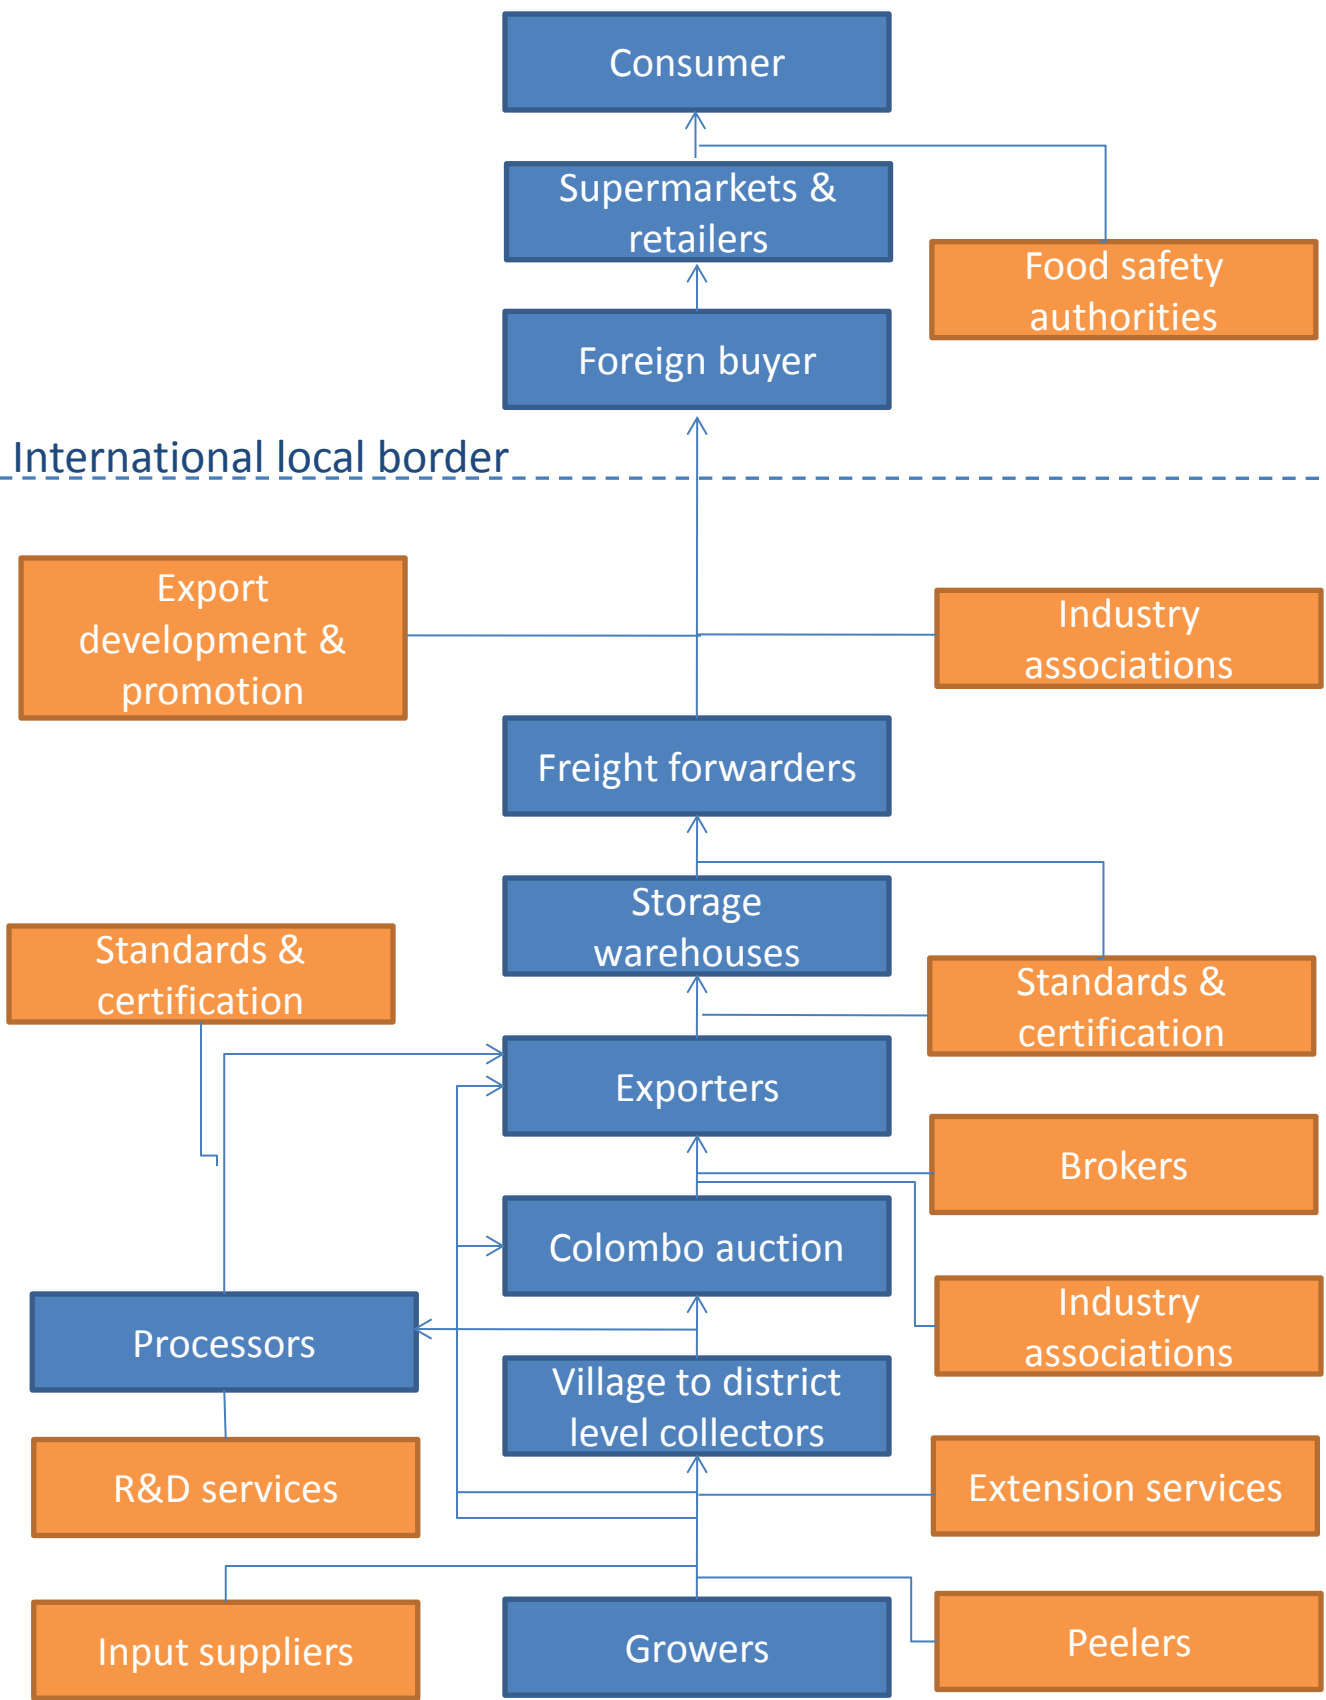 Consumer
Supermarkets &
retailers
Food safety
authorities
Foreign buyer
International local border
Export
development &
promotion
Industry
associations
Freight forwarders
Storage
warehouses
Standards &
certification
Standards &
certification
Exporters
Brokers
Colombo auction
Industry
associations
Processors
Village to district
level collectors
R&D services
Extension services
Input suppliers
Growers
Peelers